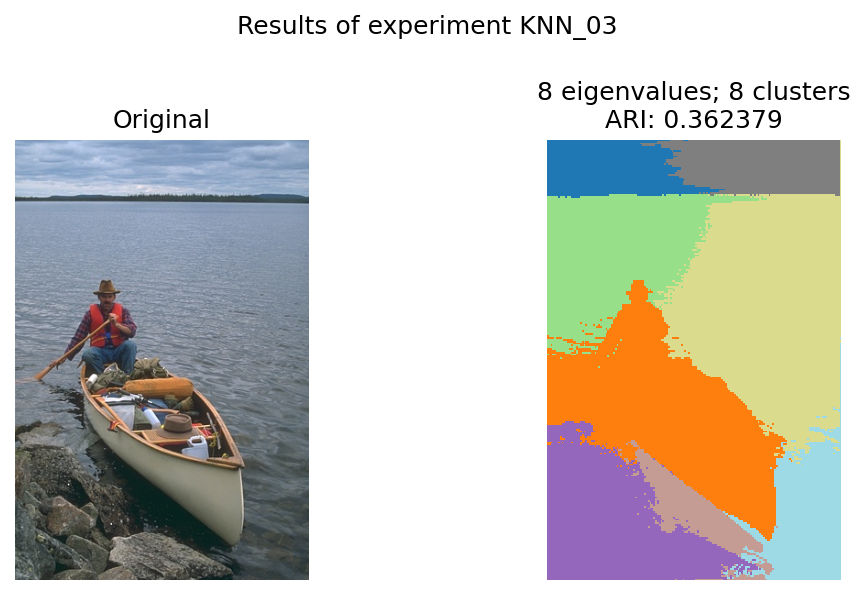 Results of experiment KNN_03
Original
8 eigenvalues; 8 clusters
ARI: 0.362379